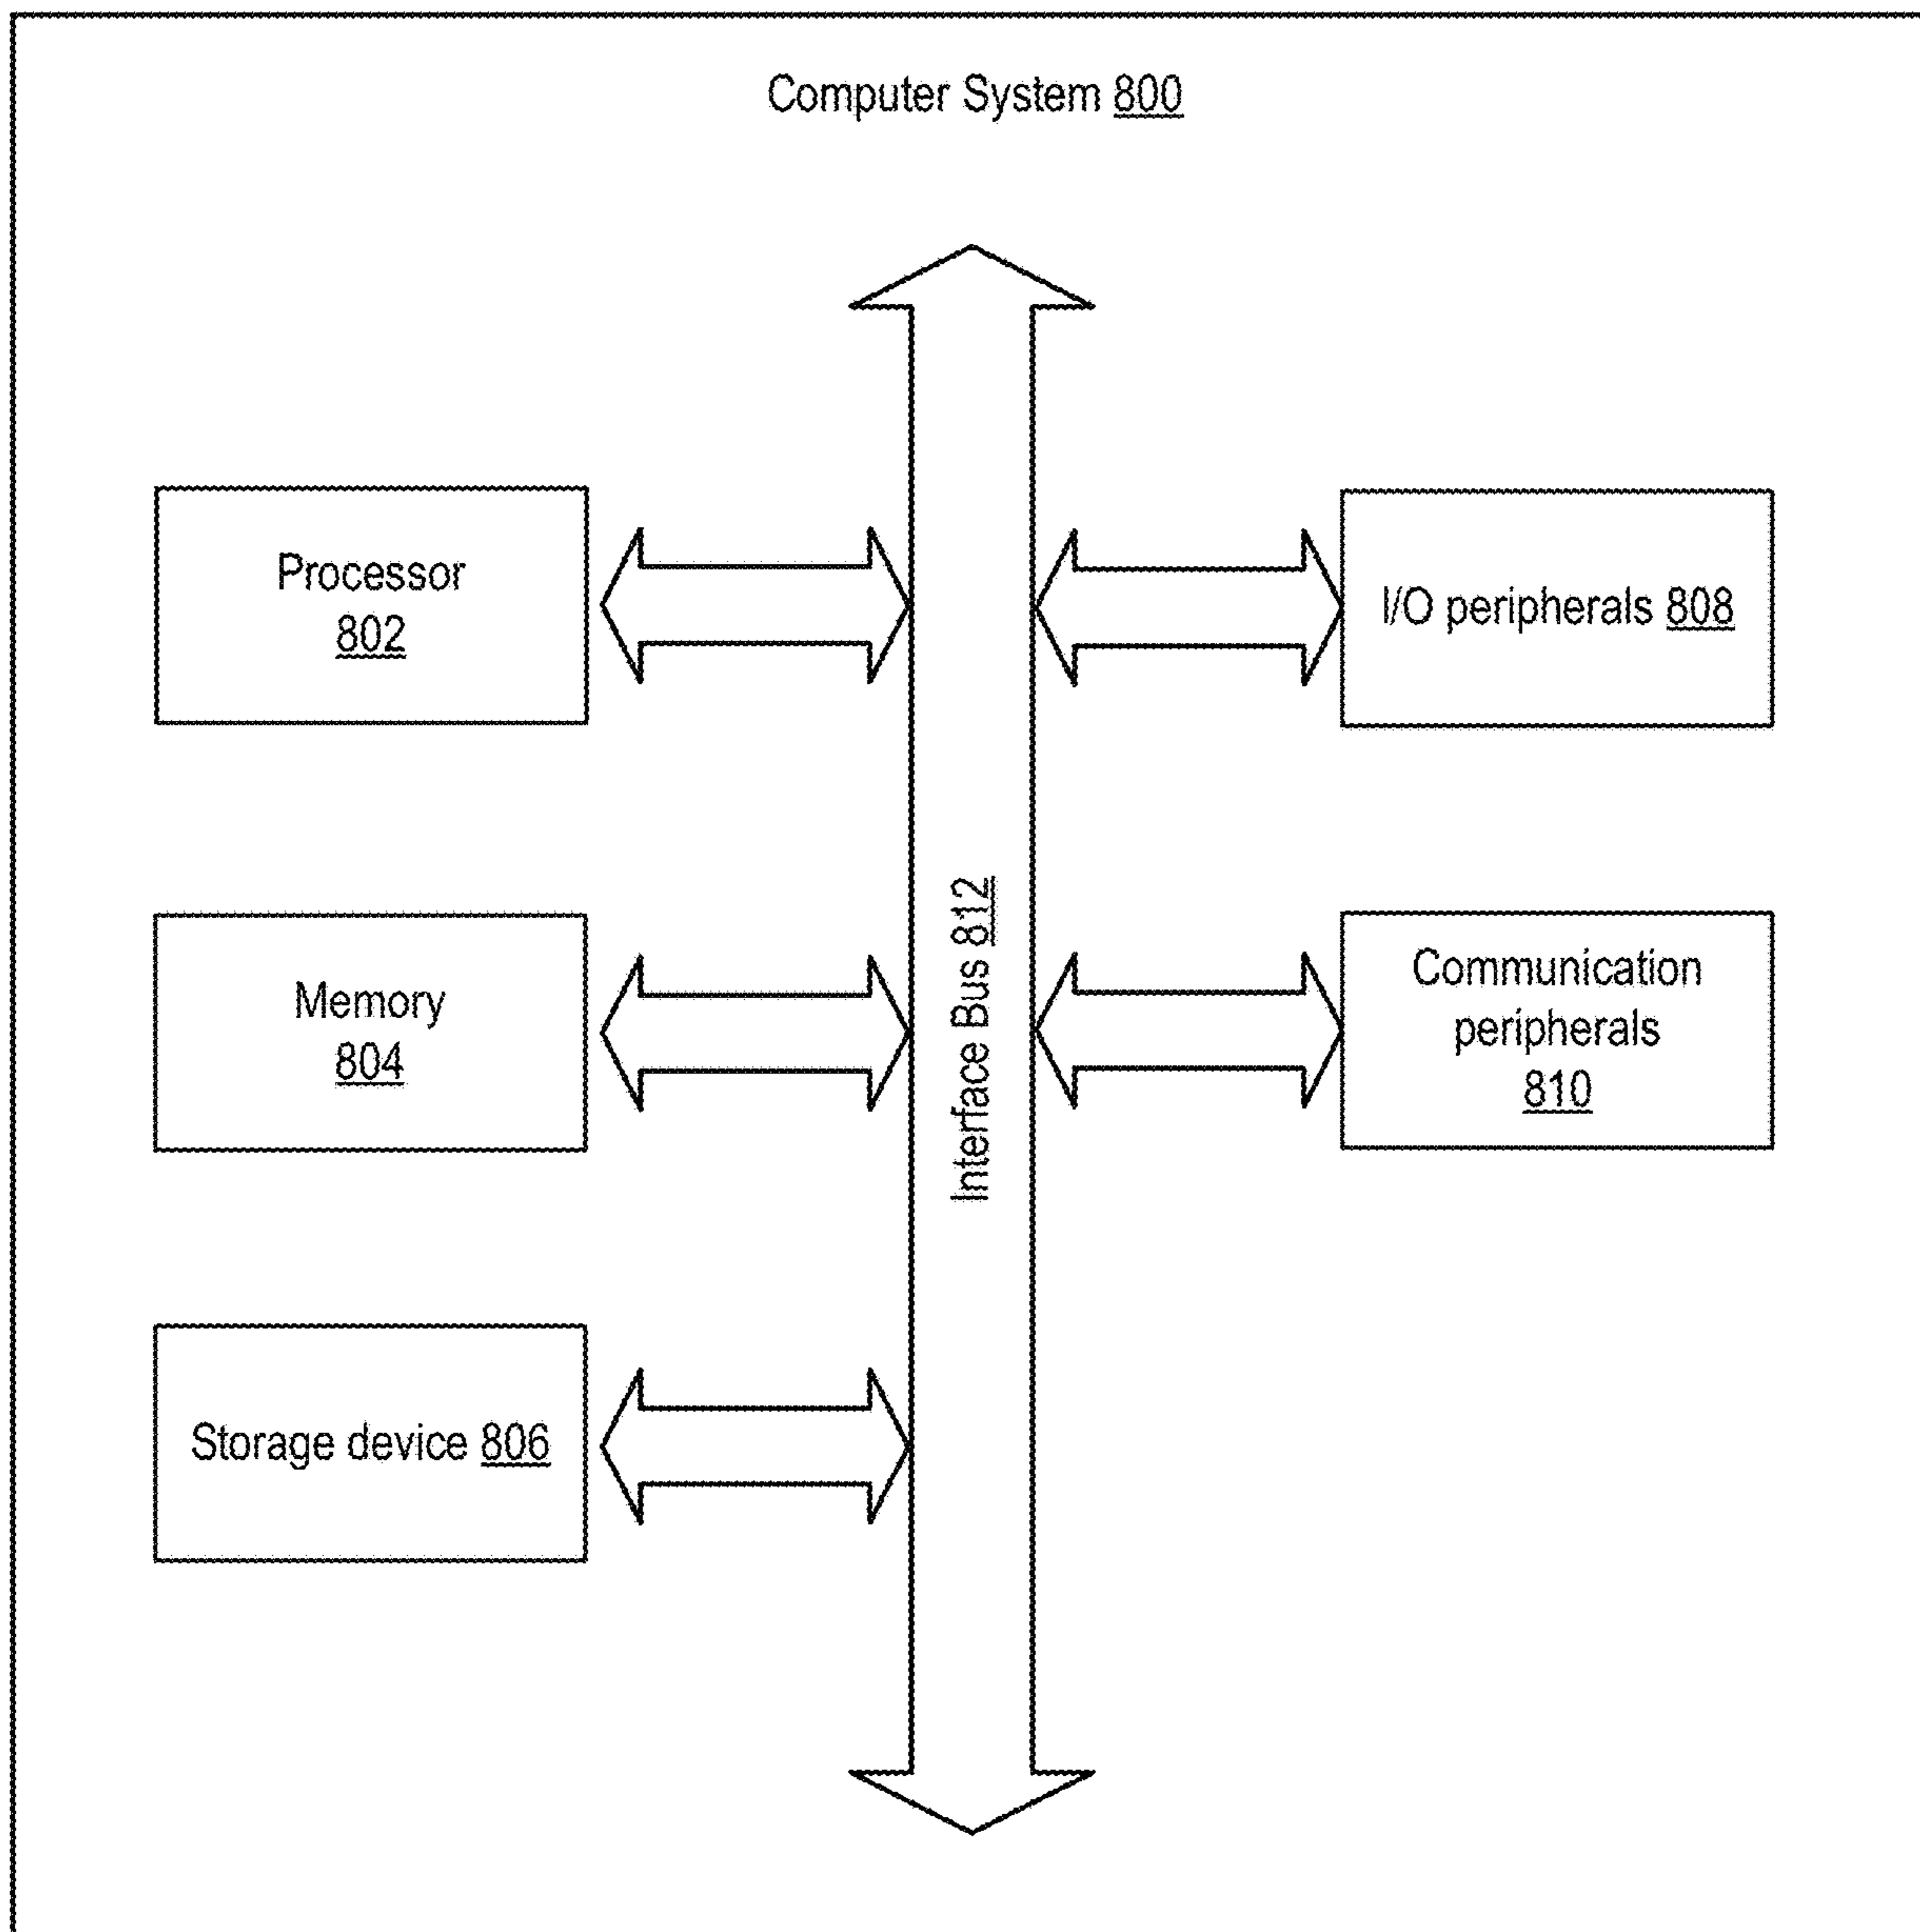 Computer System 800
Processor
802
I/O peripherals 808
Memory
804
Interface Bus 812
Communication
peripherals
810
Storage device 806